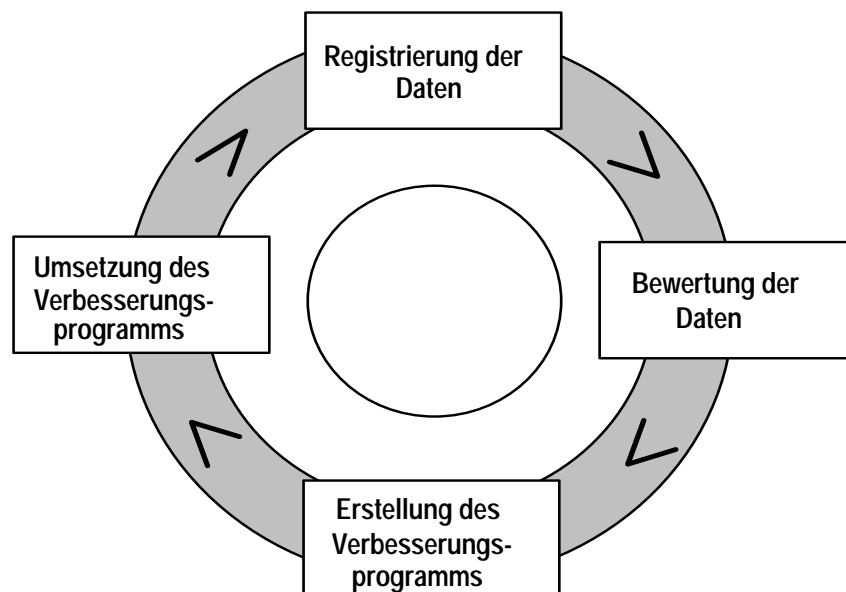 Registrierung der
Daten
Bewertung der
Daten
Erstellung des
Verbesserungs-
programms
Umsetzung des
Verbesserungs-
programms